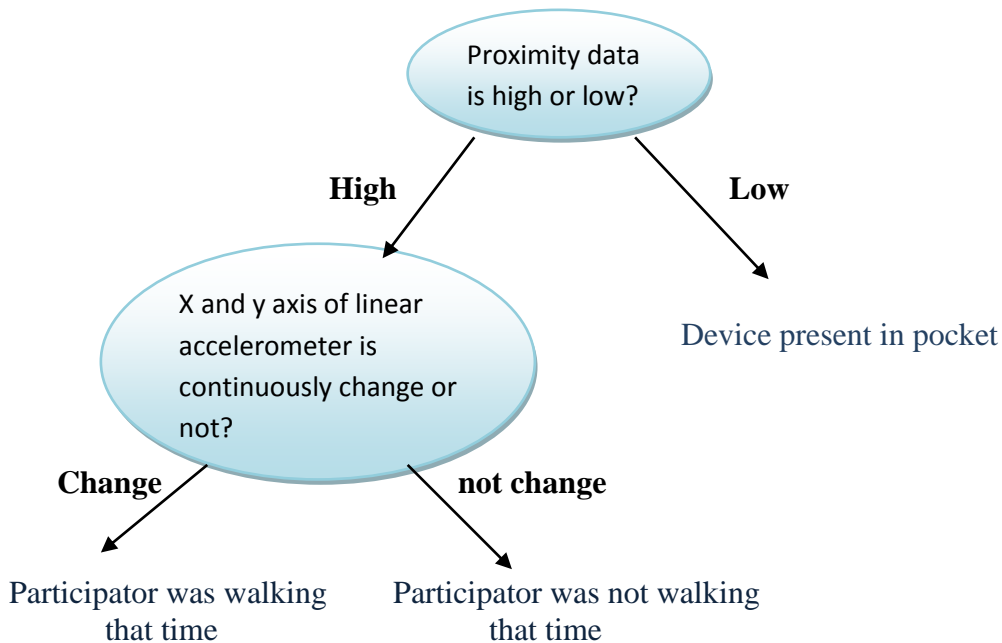 Proximity data
is high or low?
High
Low
X and y axis of linear
accelerometer is
continuously change or
not?
Device present in pocket
Change
not change
Participator was walking
that time
Participator was not walking
that time